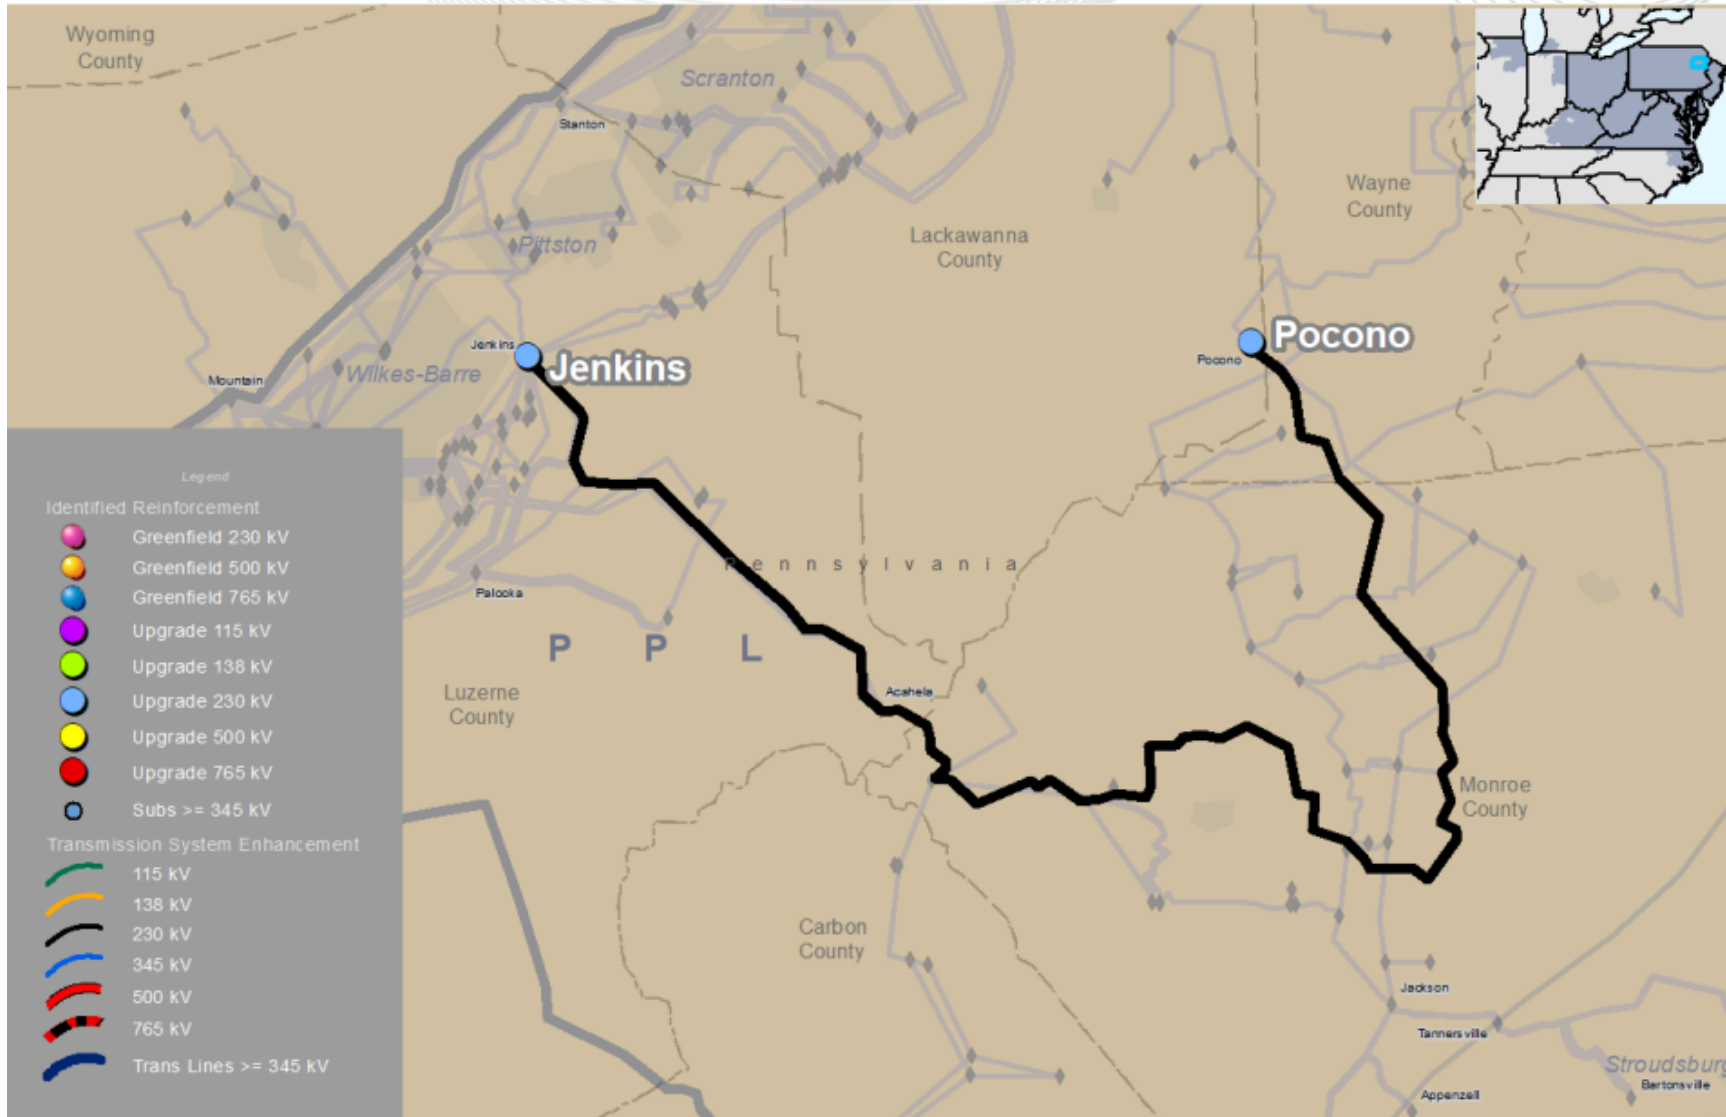 Wyoming
County
Scranton
Stanton
Wayne
County
Pittston
Lackawanna
County
Jenkins
Jenkins
Pocono
Pocono
Mountain
Wilkes-Barre
Pennsylvania
Palooka
P P L
Luzerne
County
Acahela
Monroe
County
Carbon
County
Jackson
Tannersville
Stroudsburg
Bartonsville
Appenzell
Legend
Identified Reinforcement
Greenfield 230 kV
Greenfield 500 kV
Greenfield 765 kV
Upgrade 115 kV
Upgrade 138 kV
Upgrade 230 kV
Upgrade 500 kV
Upgrade 765 kV
Subs >= 345 kV
Transmission System Enhancement
115 kV
138 kV
230 kV
345 kV
500 kV
765 kV
Trans Lines >= 345 kV